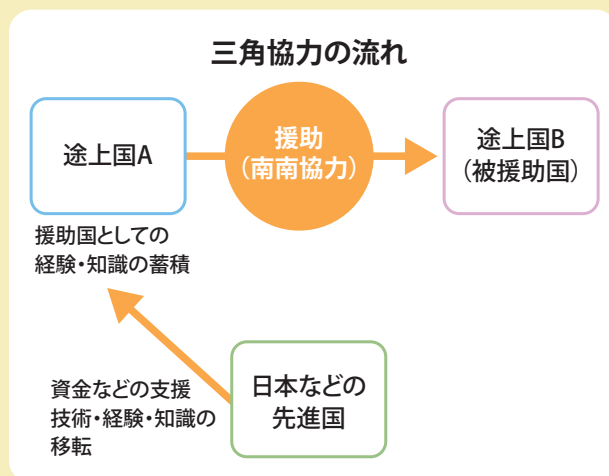 三角協力の流れ
途上国A
援助
（南南協力）
途上国B
（被援助国）
援助国としての
経験・知識の蓄積
資金などの支援
技術・経験・知識の
移転
日本などの
先進国